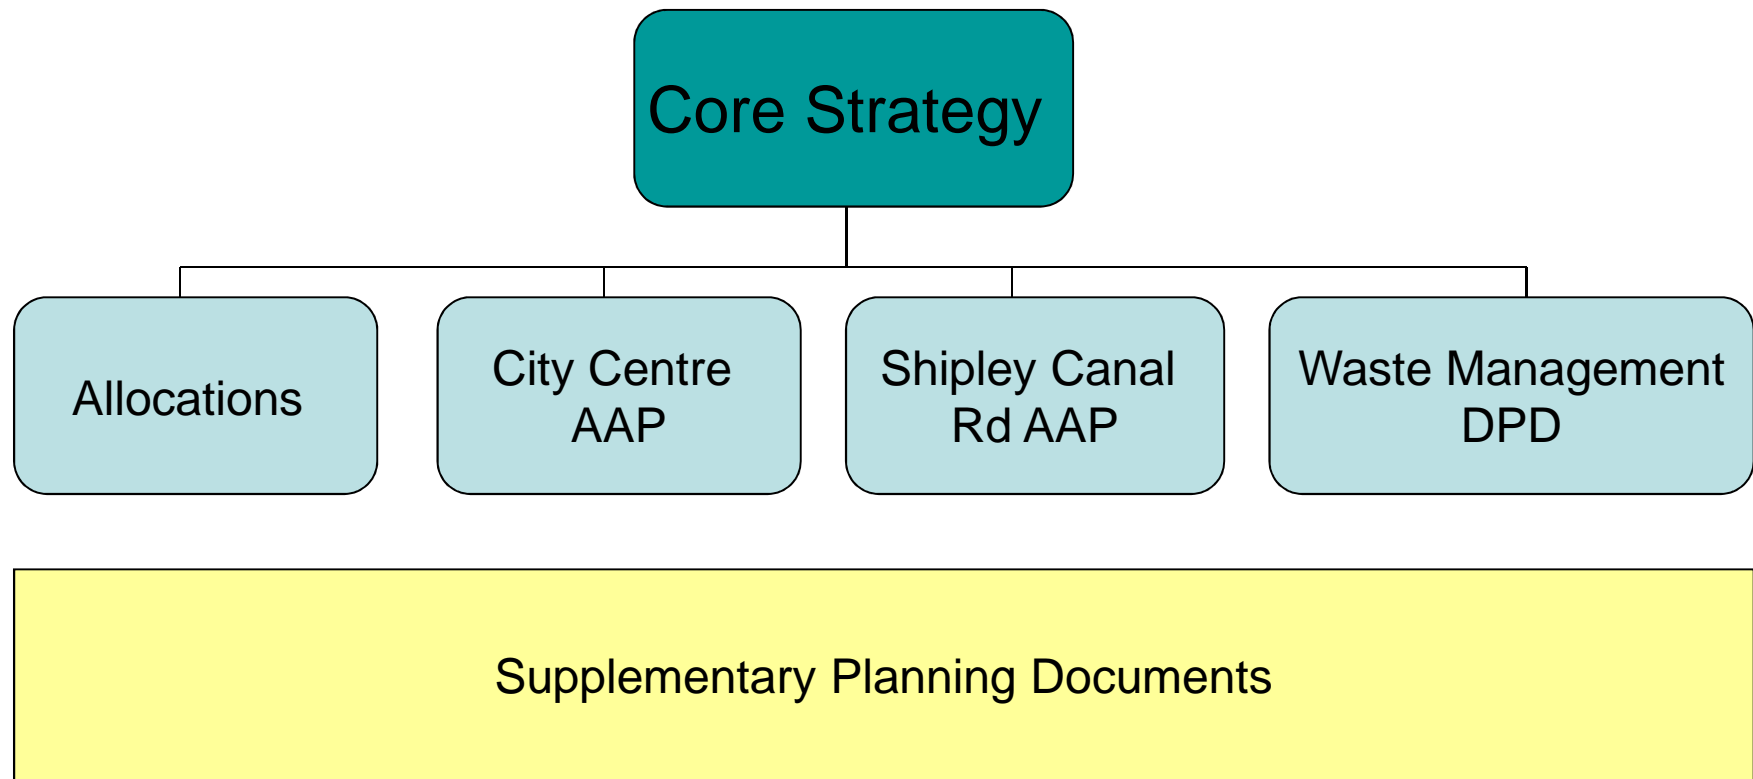 Core Strategy
Allocations
City Centre
AAP
Shipley Canal
Rd AAP
Waste Management
DPD
Supplementary Planning Documents